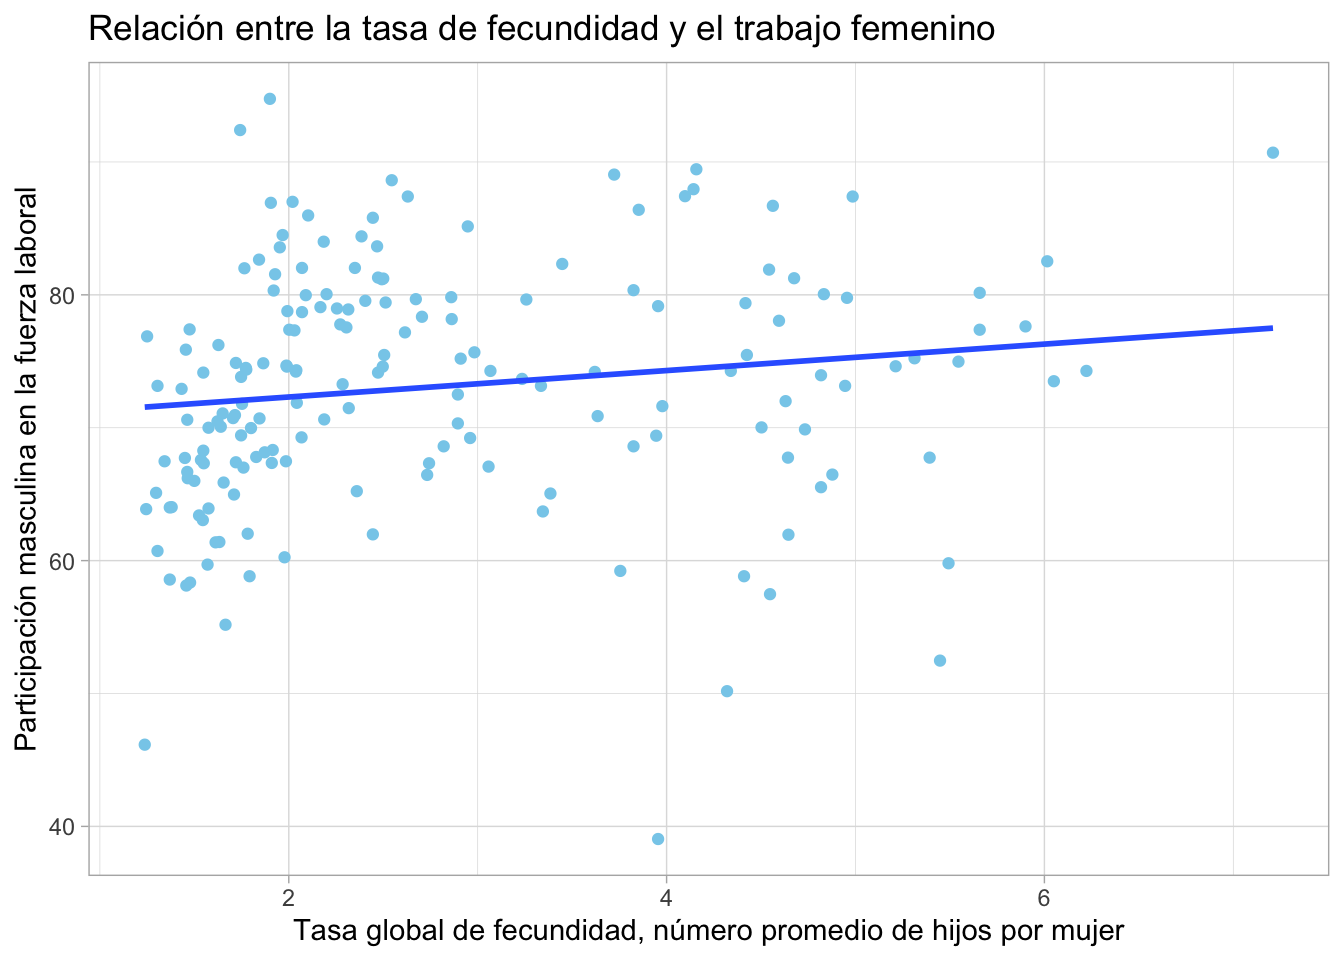 Relación entre la tasa de fecundidad y el trabajo femenino
Participación masculina en la fuerza laboral
80
60
40
2
4
6
Tasa global de fecundidad, número promedio de hijos por mujer